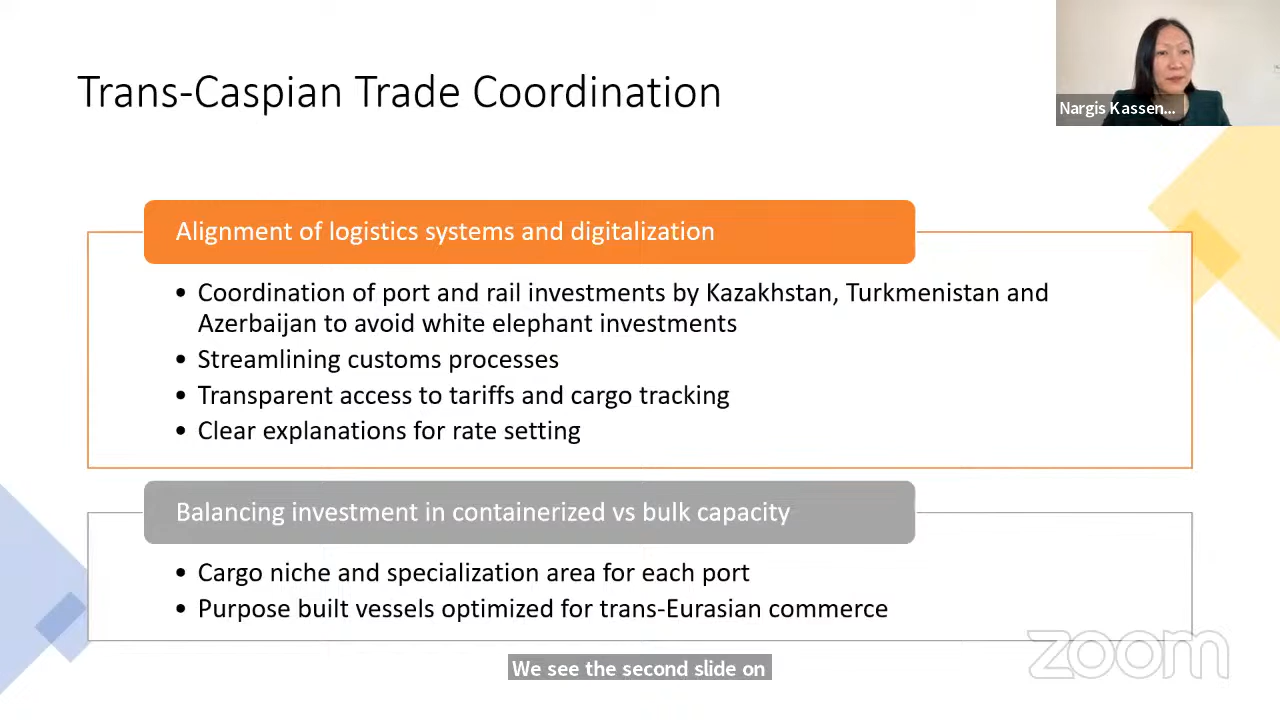 Trans-Caspian Trade Coordination
Nargis Kassen...
Alignment of logistics systems and digitalization
• Coordination of port and rail investments by Kazakhstan, Turkmenistan and
Azerbaijan to avoid white elephant investments
• Streamlining customs processes
• Transparent access to tariffs and cargo tracking
• Clear explanations for rate setting
Balancing investment in containerized vs bulk capacity
• Cargo niche and specialization area for each port
• Purpose built vessels optimized for trans-Eurasian commerce
zoom
We see the second slide on